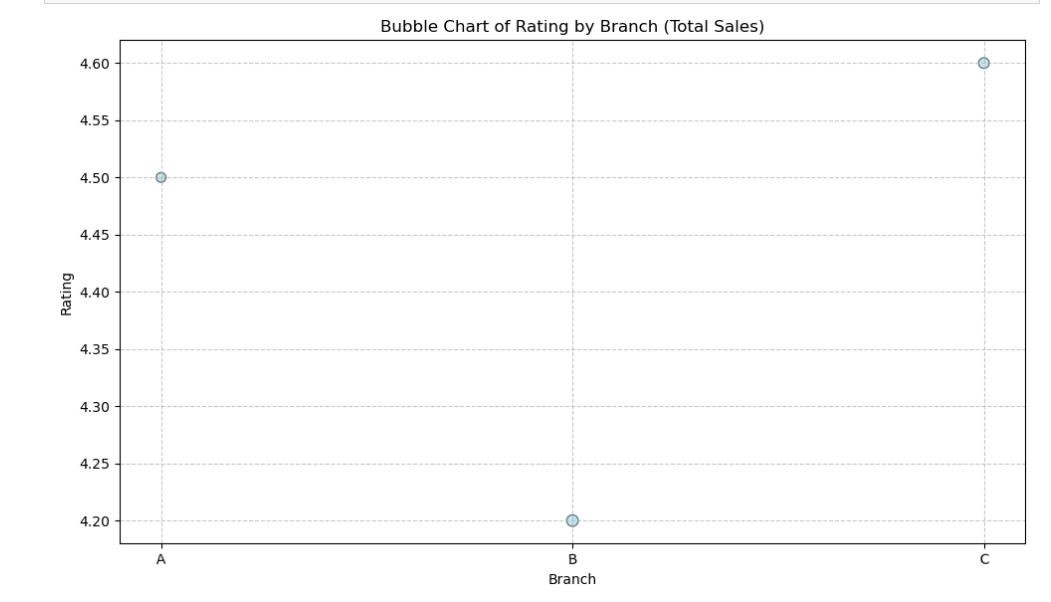 Bubble Chart of Rating by Branch (Total Sales)
4.60
4.55
4.50
4.45
4.40
4.35
4.30
4.25
4.20
Rating
A B C
Branch